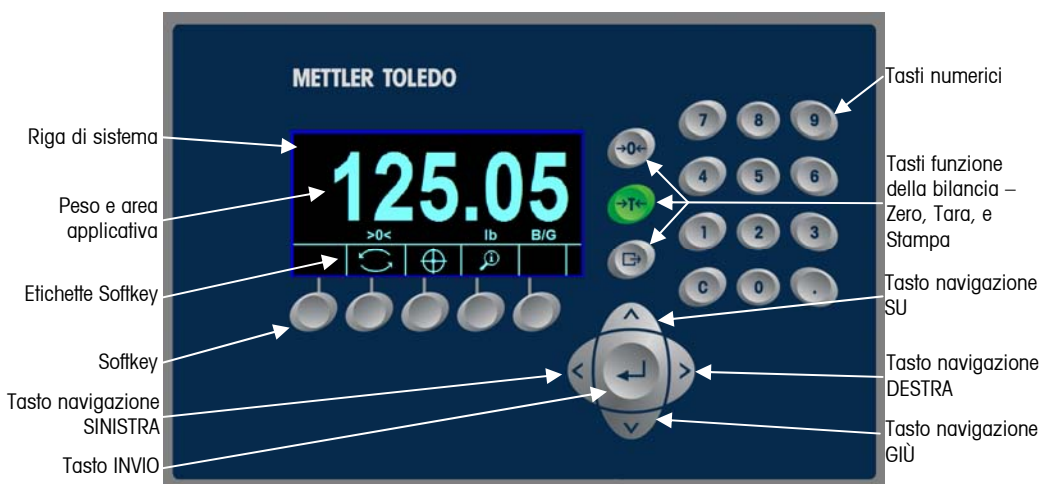 METTLER TOLEDO
Riga di sistema
Peso e area
applicativa
Etichette Softkey
Softkey
Tasto navigazione
SINISTRA
Tasto INVIO
125.05
>0<
lb
B/G
→0←
→T←
7
8
9
4
5
6
1
2
3
C
0
.
Tasti numerici
Tasti funzione
della bilancia –
Zero, Tara, e
Stampa
Tasto navigazione
SU
Tasto navigazione
DESTRA
Tasto navigazione
GIÙ